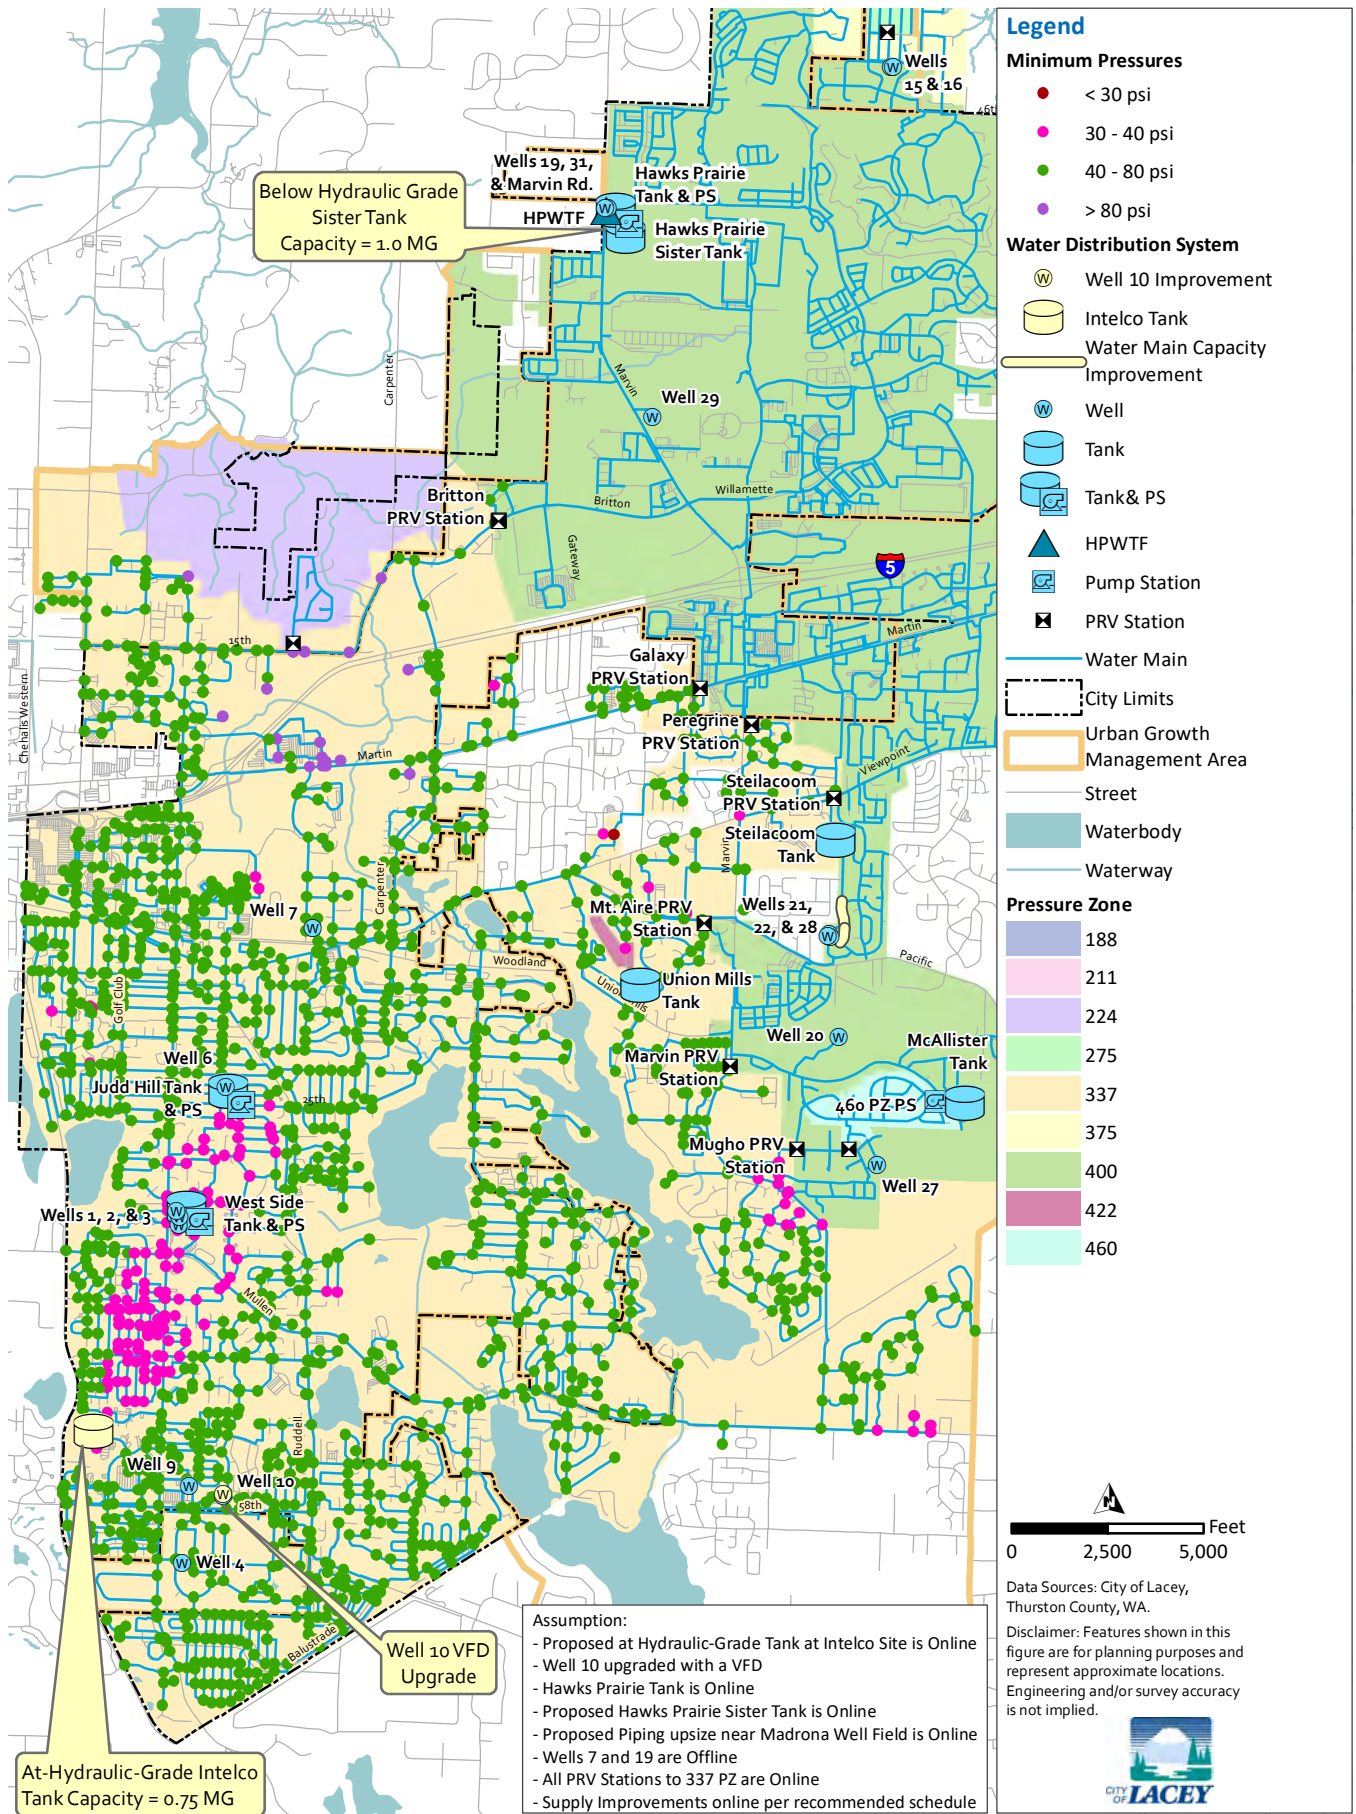 Wells
15 & 16
46th
Wells 19, 31,
& Marvin Rd.
Hawks Prairie
Tank & PS
HPWTF
Hawks Prairie
Sister Tank
Below Hydraulic Grade
Sister Tank
Capacity = 1.0 MG
Carpenter
Marvin
Well 29
Willamette
Britton
Britton
PRV Station
Gateway
5
15th
Martin
Galaxy
PRV Station
Chehalis Western
Peregrine
PRV Station
Martin
Viewpoint
Steilacoom
PRV Station
Steilacoom
Tank
Marvin
Carpenter
Well 7
Mt. Aire PRV
Station
Wells 21,
22, & 28
Pacific
Woodland
Union Mills
Union Mills
Tank
Golf Club
Well 20
McAllister
Tank
Well 6
Judd Hill Tank
& PS
25th
Marvin PRV
Station
460 PZ PS
Mugho PRV
Station
Well 27
Wells 1, 2, & 3
West Side
Tank & PS
Mullen
Ruddell
Well 9
Well 10
58th
Well 4
Balustrade
Well 10 VFD
Upgrade
At-Hydraulic-Grade Intelco
Tank Capacity = 0.75 MG
Assumption:
- Proposed at Hydraulic-Grade Tank at Intelco Site is Online
- Well 10 upgraded with a VFD
- Hawks Prairie Tank is Online
- Proposed Hawks Prairie Sister Tank is Online
- Proposed Piping upsize near Madrona Well Field is Online
- Wells 7 and 19 are Offline
- All PRV Stations to 337 PZ are Online
- Supply Improvements online per recommended schedule
Legend
Minimum Pressures
< 30 psi
30 - 40 psi
40 - 80 psi
> 80 psi
Water Distribution System
W Well 10 Improvement
Intelco Tank
Water Main Capacity
Improvement
W Well
Tank
Tank& PS
HPWTF
Pump Station
PRV Station
Water Main
City Limits
Urban Growth
Management Area
Street
Waterbody
Waterway
Pressure Zone
188
211
224
275
337
375
400
422
460
N
Feet
0 2,500 5,000
Data Sources: City of Lacey,
Thurston County, WA.
Disclaimer: Features shown in this
figure are for planning purposes and
represent approximate locations.
Engineering and/or survey accuracy
is not implied.
CITY OF LACEY